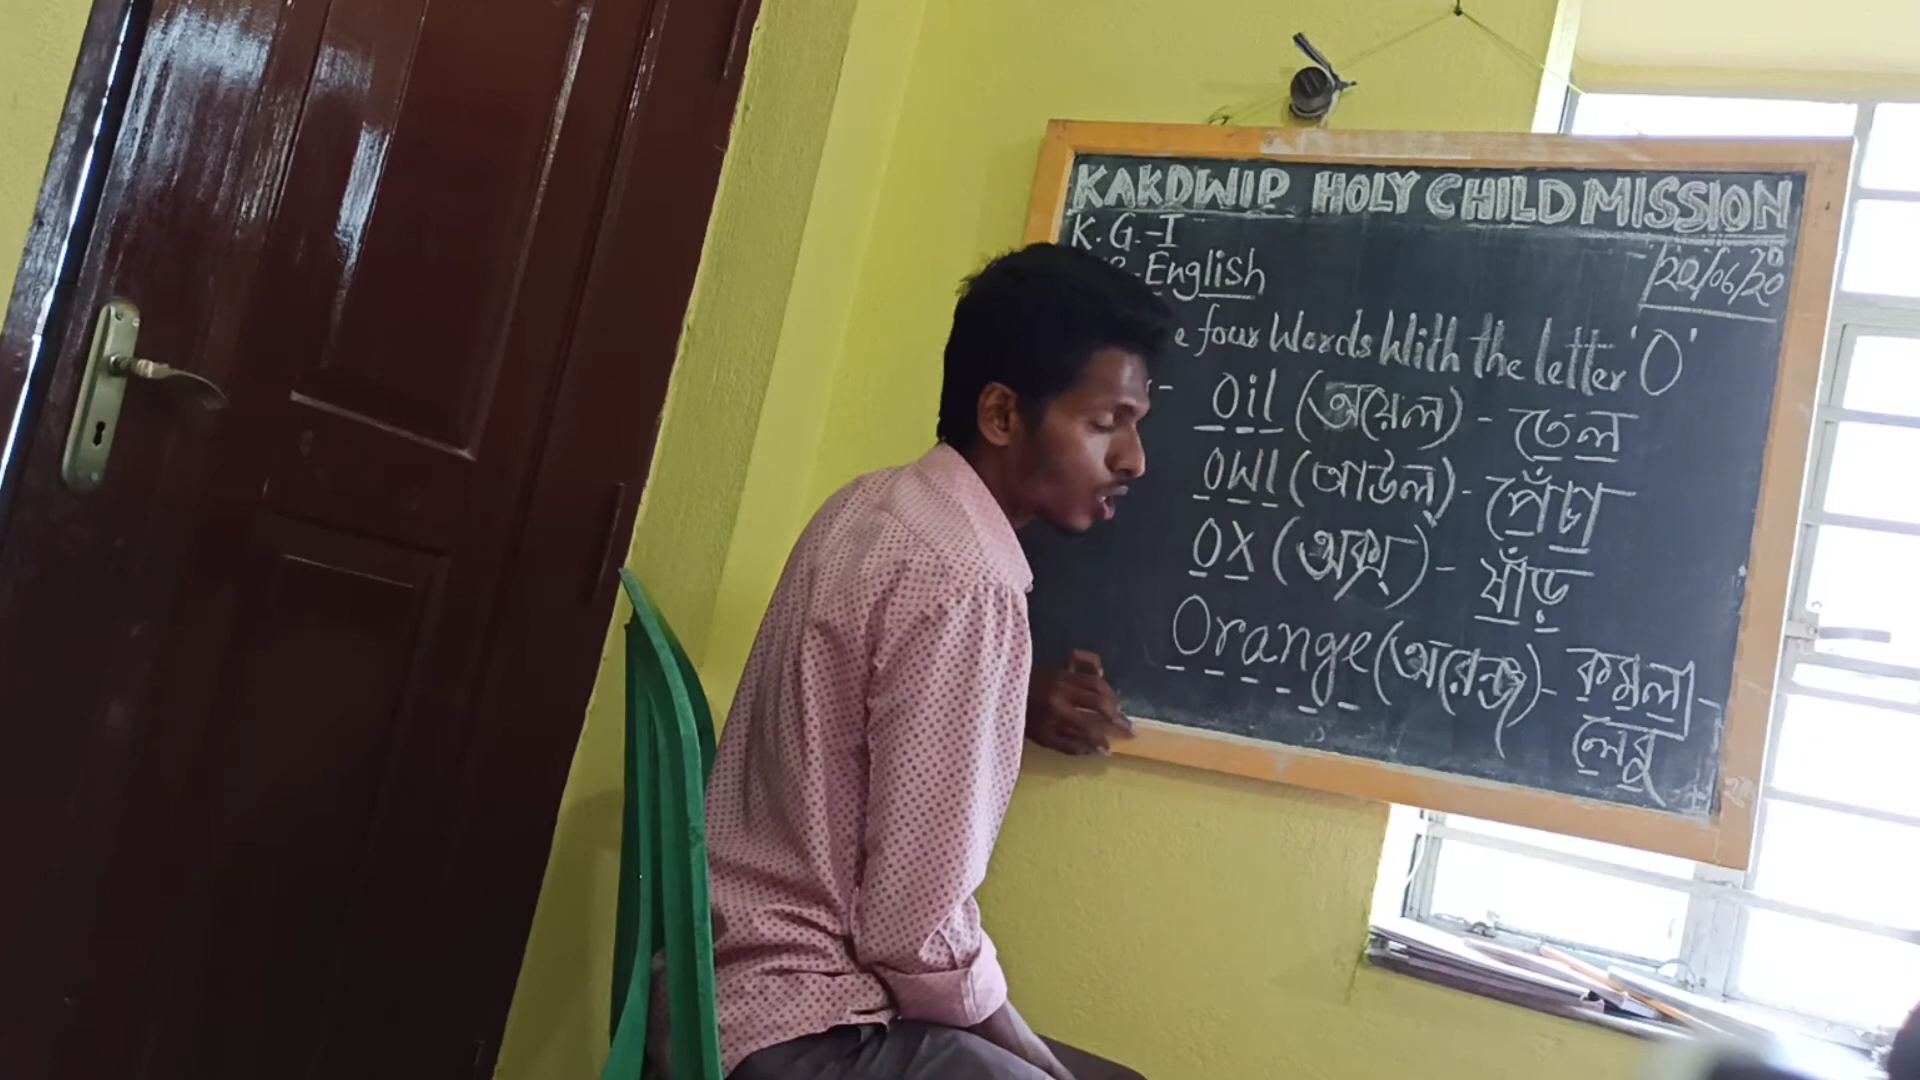 KAKDWIP HOLY CHILD MISSION
K.G.-I
English
20/06/20
four Words With the letter 'O'
- Oil (অয়েল) - তেল
Owl (আউল্) - পেঁচা
OX (অক্স্) - ষাঁড়
Orange (অরেঞ্জ) - কমলা-
লেবু